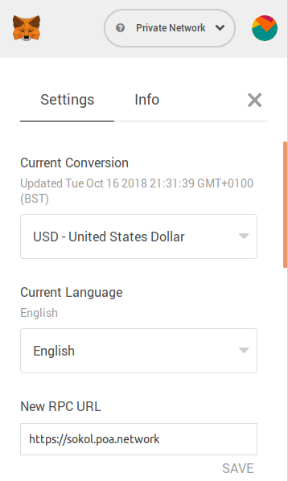 Private Network
Settings Info
Current Conversion
Updated Tue Oct 16 2018 21:31:39 GMT+0100
(BST)
USD - United States Dollar
Current Language
English
English
New RPC URL
https://sokol.poa.network
SAVE